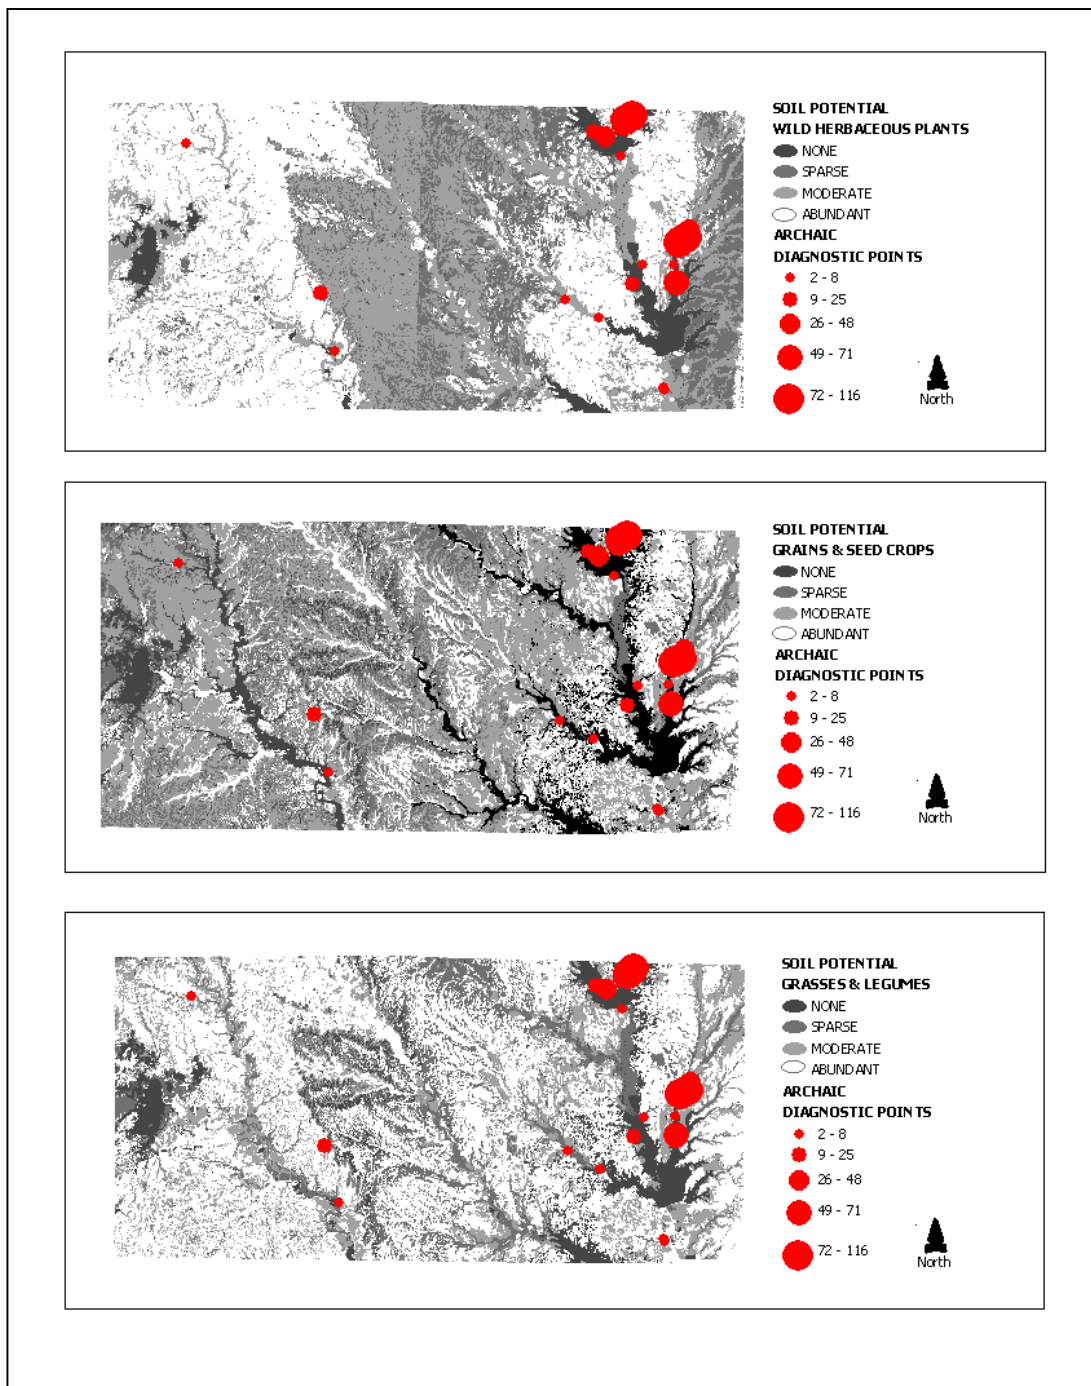 SOIL POTENTIAL
WILD HERBACEOUS PLANTS
NONE
SPARSE
MODERATE
ABUNDANT
ARCHAIC
DIAGNOSTIC POINTS
2 - 8
9 - 25
26 - 48
49 - 71
72 - 116
North
SOIL POTENTIAL
GRAINS & SEED CROPS
NONE
SPARSE
MODERATE
ABUNDANT
ARCHAIC
DIAGNOSTIC POINTS
2 - 8
9 - 25
26 - 48
49 - 71
72 - 116
North
SOIL POTENTIAL
GRASSES & LEGUMES
NONE
SPARSE
MODERATE
ABUNDANT
ARCHAIC
DIAGNOSTIC POINTS
2 - 8
9 - 25
26 - 48
49 - 71
72 - 116
North